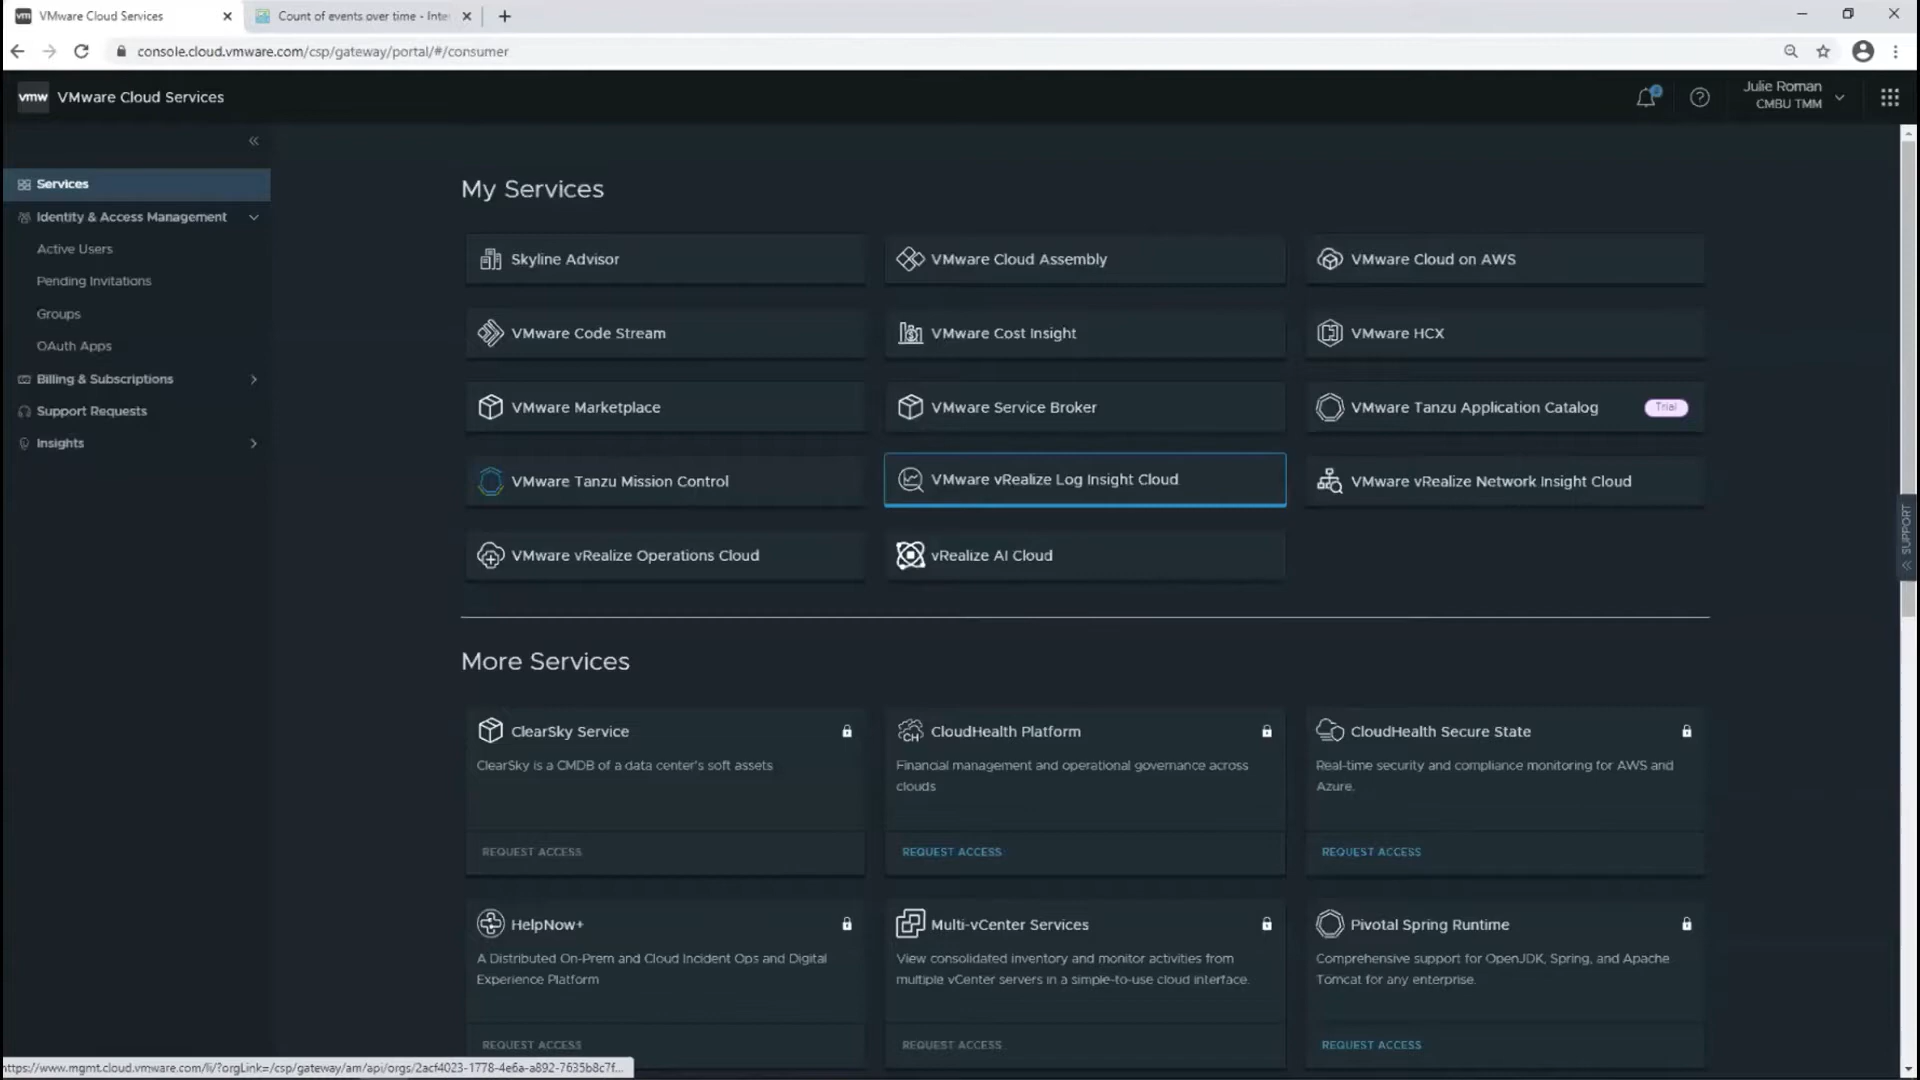 VMware Cloud Services
Count of events over time - Inte
console.cloud.vmware.com/csp/gateway/portal/#/consumer
vmw VMware Cloud Services
Julie Roman
CMBU TMM
Services
Identity & Access Management
Active Users
Pending Invitations
Groups
OAuth Apps
Billing & Subscriptions
Support Requests
Insights
My Services
Skyline Advisor
VMware Cloud Assembly
VMware Cloud on AWS
VMware Code Stream
VMware Cost Insight
VMware HCX
VMware Marketplace
VMware Service Broker
VMware Tanzu Application Catalog
Trial
VMware Tanzu Mission Control
VMware vRealize Log Insight Cloud
VMware vRealize Network Insight Cloud
VMware vRealize Operations Cloud
vRealize AI Cloud
SUPPORT
More Services
ClearSky Service
ClearSky is a CMDB of a data center's soft assets
REQUEST ACCESS
CloudHealth Platform
Financial management and operational governance across
clouds
REQUEST ACCESS
CloudHealth Secure State
Real-time security and compliance monitoring for AWS and
Azure.
REQUEST ACCESS
HelpNow+
A Distributed On-Prem and Cloud Incident Ops and Digital
Experience Platform
REQUEST ACCESS
Multi-vCenter Services
View consolidated inventory and monitor activities from
multiple vCenter servers in a simple-to-use cloud interface.
REQUEST ACCESS
Pivotal Spring Runtime
Comprehensive support for OpenJDK, Spring, and Apache
Tomcat for any enterprise.
REQUEST ACCESS
https://www.mgmt.cloud.vmware.com/li/?orgLink=/csp/gateway/am/api/orgs/2acf4023-1778-4e6a-a892-7635b8c7f...